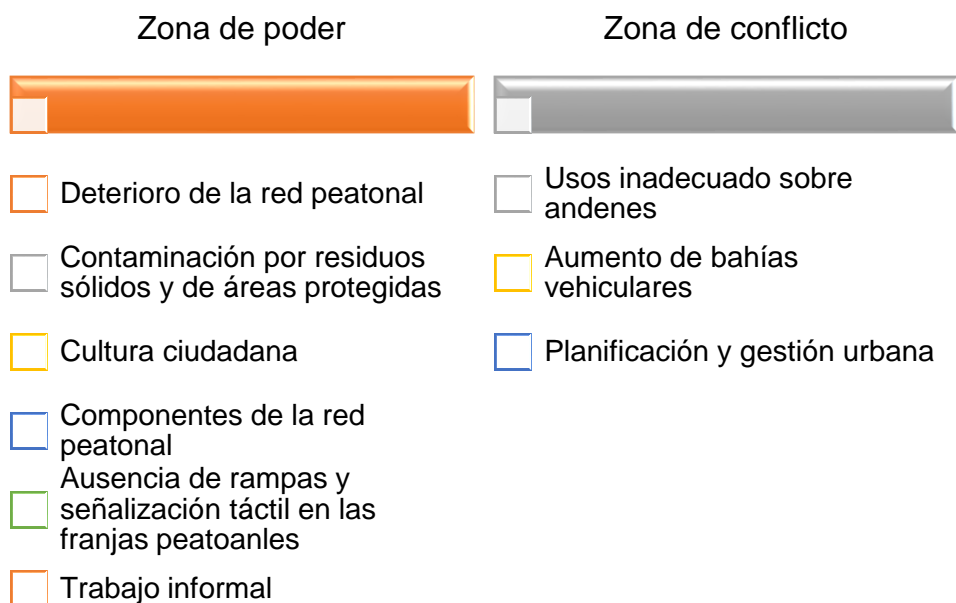 Zona de poder
Deterioro de la red peatonal
Contaminación por residuos
sólidos y de áreas protegidas
Cultura ciudadana
Componentes de la red
peatonal
Ausencia de rampas y
señalización táctil en las
franjas peatoanles
Trabajo informal
Zona de conflicto
Usos inadecuado sobre
andenes
Aumento de bahías
vehiculares
Planificación y gestión urbana